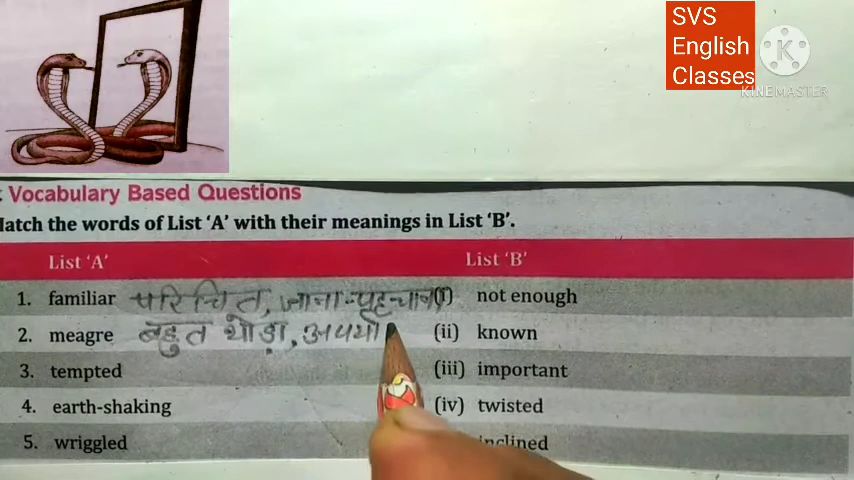 SVS
English
Classes
KINEMASTER
Vocabulary Based Questions
Match the words of List 'A' with their meanings in List 'B'.
List 'A' List 'B'
1. familiar परिचित, जाना-पहचाना (i) not enough
2. meagre बहुत थोड़ा, (ii) known
3. tempted (iii) important
4. earth-shaking (iv) twisted
5. wriggled inclined